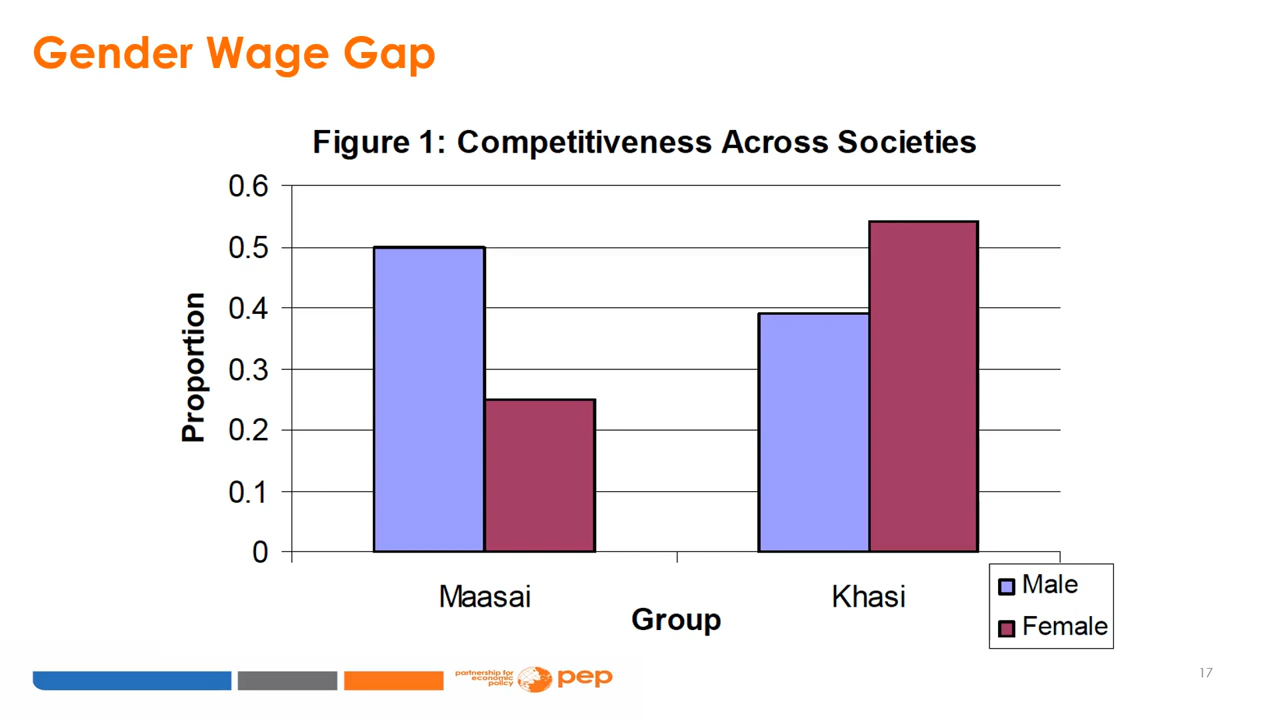 Gender Wage Gap
Figure 1: Competitiveness Across Societies
0.6
0.5
0.4
0.3
0.2
0.1
0
Proportion
Maasai
Khasi
Group
Male
Female
partnership for
economic
policy
pep
17